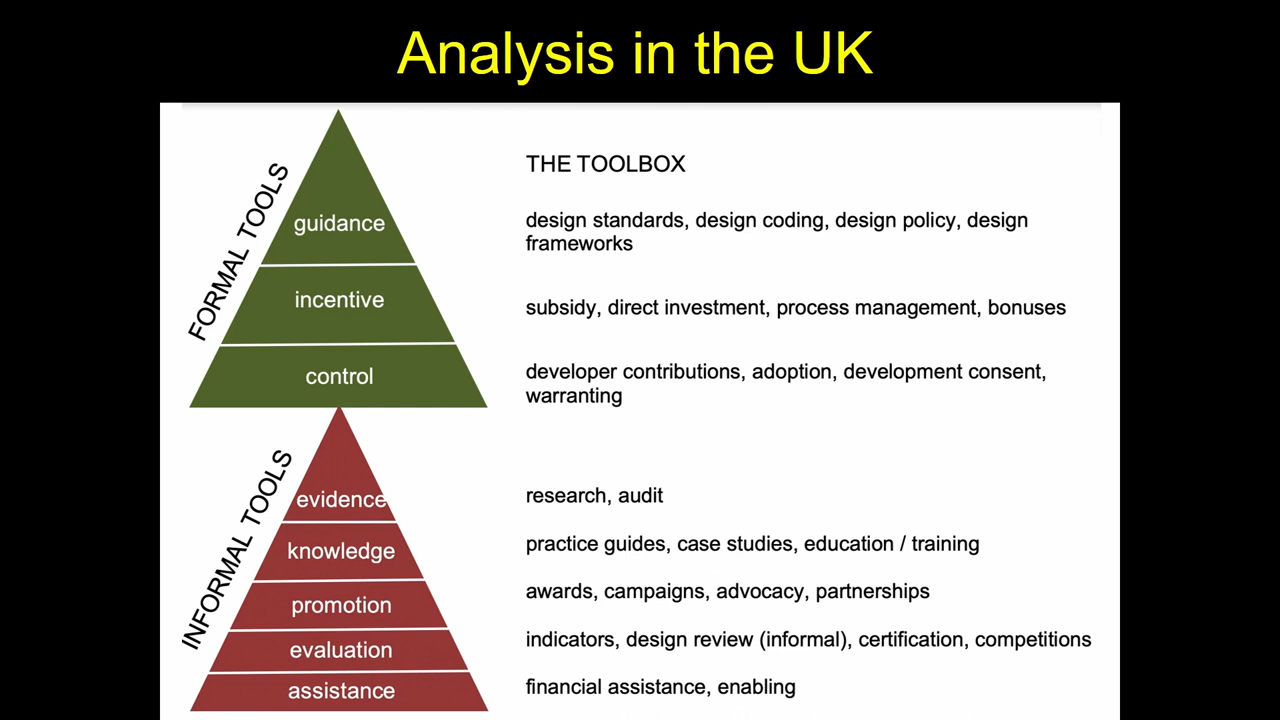 Analysis in the UK
FORMAL TOOLS
THE TOOLBOX
guidance
design standards, design coding, design policy, design
frameworks
incentive
subsidy, direct investment, process management, bonuses
control
developer contributions, adoption, development consent,
warranting
INFORMAL TOOLS
evidence
research, audit
knowledge
practice guides, case studies, education / training
promotion
awards, campaigns, advocacy, partnerships
evaluation
indicators, design review (informal), certification, competitions
assistance
financial assistance, enabling